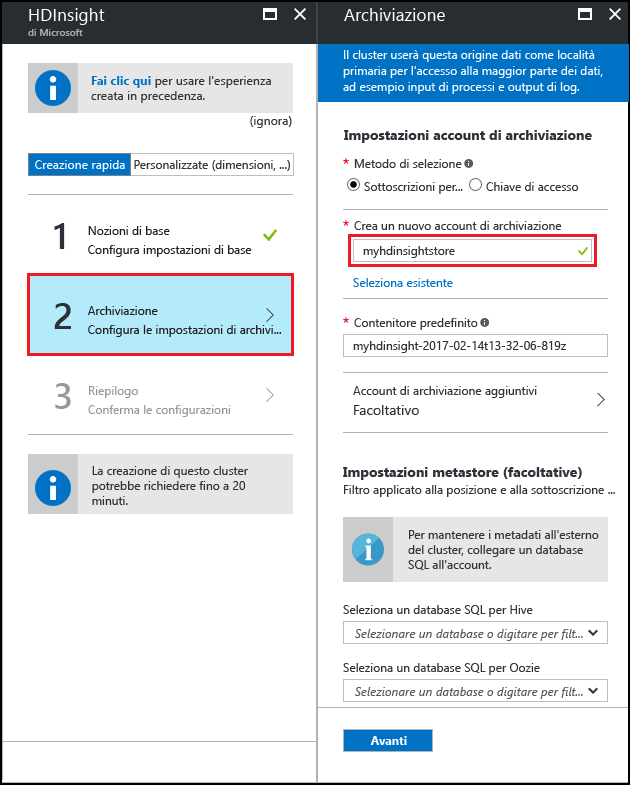 HDInsight
di Microsoft
Fai clic qui per usare l'esperienza
creata in precedenza.
(ignora)
Creazione rapida
Personalizzate (dimensioni, ...)
1
Nozioni di base
Configura impostazioni di base
2
Archiviazione
Configura le impostazioni di archivi...
3
Riepilogo
Conferma le configurazioni
La creazione di questo cluster
potrebbe richiedere fino a 20
minuti.
Archiviazione
Il cluster userà questa origine dati come località
primaria per l'accesso alla maggior parte dei dati,
ad esempio input di processi e output di log.
Impostazioni account di archiviazione
* Metodo di selezione
Sottoscrizioni per... Chiave di accesso
* Crea un nuovo account di archiviazione
myhdinsightstore
Seleziona esistente
* Contenitore predefinito
myhdinsight-2017-02-14t13-32-06-819z
Account di archiviazione aggiuntivi
Facoltativo
Impostazioni metastore (facoltative)
Filtro applicato alla posizione e alla sottoscrizione ...
Per mantenere i metadati all'esterno
del cluster, collegare un database
SQL all'account.
Seleziona un database SQL per Hive
Selezionare un database o digitare per filt...
Seleziona un database SQL per Oozie
Selezionare un database o digitare per filt...
Avanti